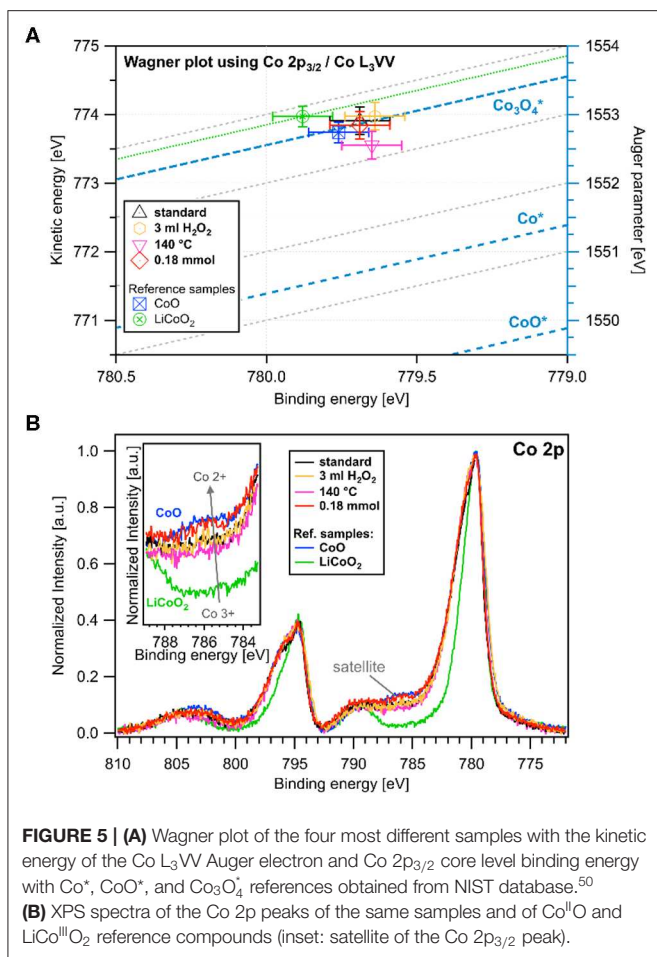 A
Wagner plot using Co 2p3/2 / Co L3VV
775
774
773
772
771
Kinetic energy [eV]
1554
1553
1552
1551
1550
Auger parameter [eV]
Co3O4*
Co*
CoO*
standard
3 ml H2O2
140 °C
0.18 mmol
Reference samples
CoO
LiCoO2
780.5
780.0
779.5
779.0
Binding energy [eV]
B
Co 2p
1.0
0.8
0.6
0.4
0.2
0.0
Normalized Intensity [a.u.]
Normalized Intensity [a.u.]
Co 2+
CoO
LiCoO2
Co 3+
788 786 784
Binding energy [eV]
standard
3 ml H2O2
140 °C
0.18 mmol
Ref. samples:
CoO
LiCoO2
satellite
810 805 800 795 790 785 780 775
Binding energy [eV]
FIGURE 5 | (A) Wagner plot of the four most different samples with the kinetic
energy of the Co L3VV Auger electron and Co 2p3/2 core level binding energy
with Co*, CoO*, and Co3O4* references obtained from NIST database.50
(B) XPS spectra of the Co 2p peaks of the same samples and of CoIIO and
LiCoIIIO2 reference compounds (inset: satellite of the Co 2p3/2 peak).